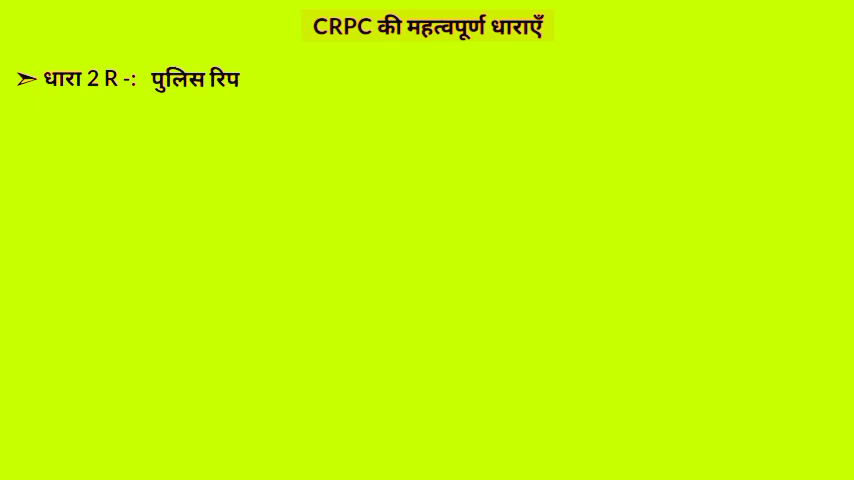 CRPC की महत्वपूर्ण धाराएँ
➣ धारा 2 R -: पुलिस रिप